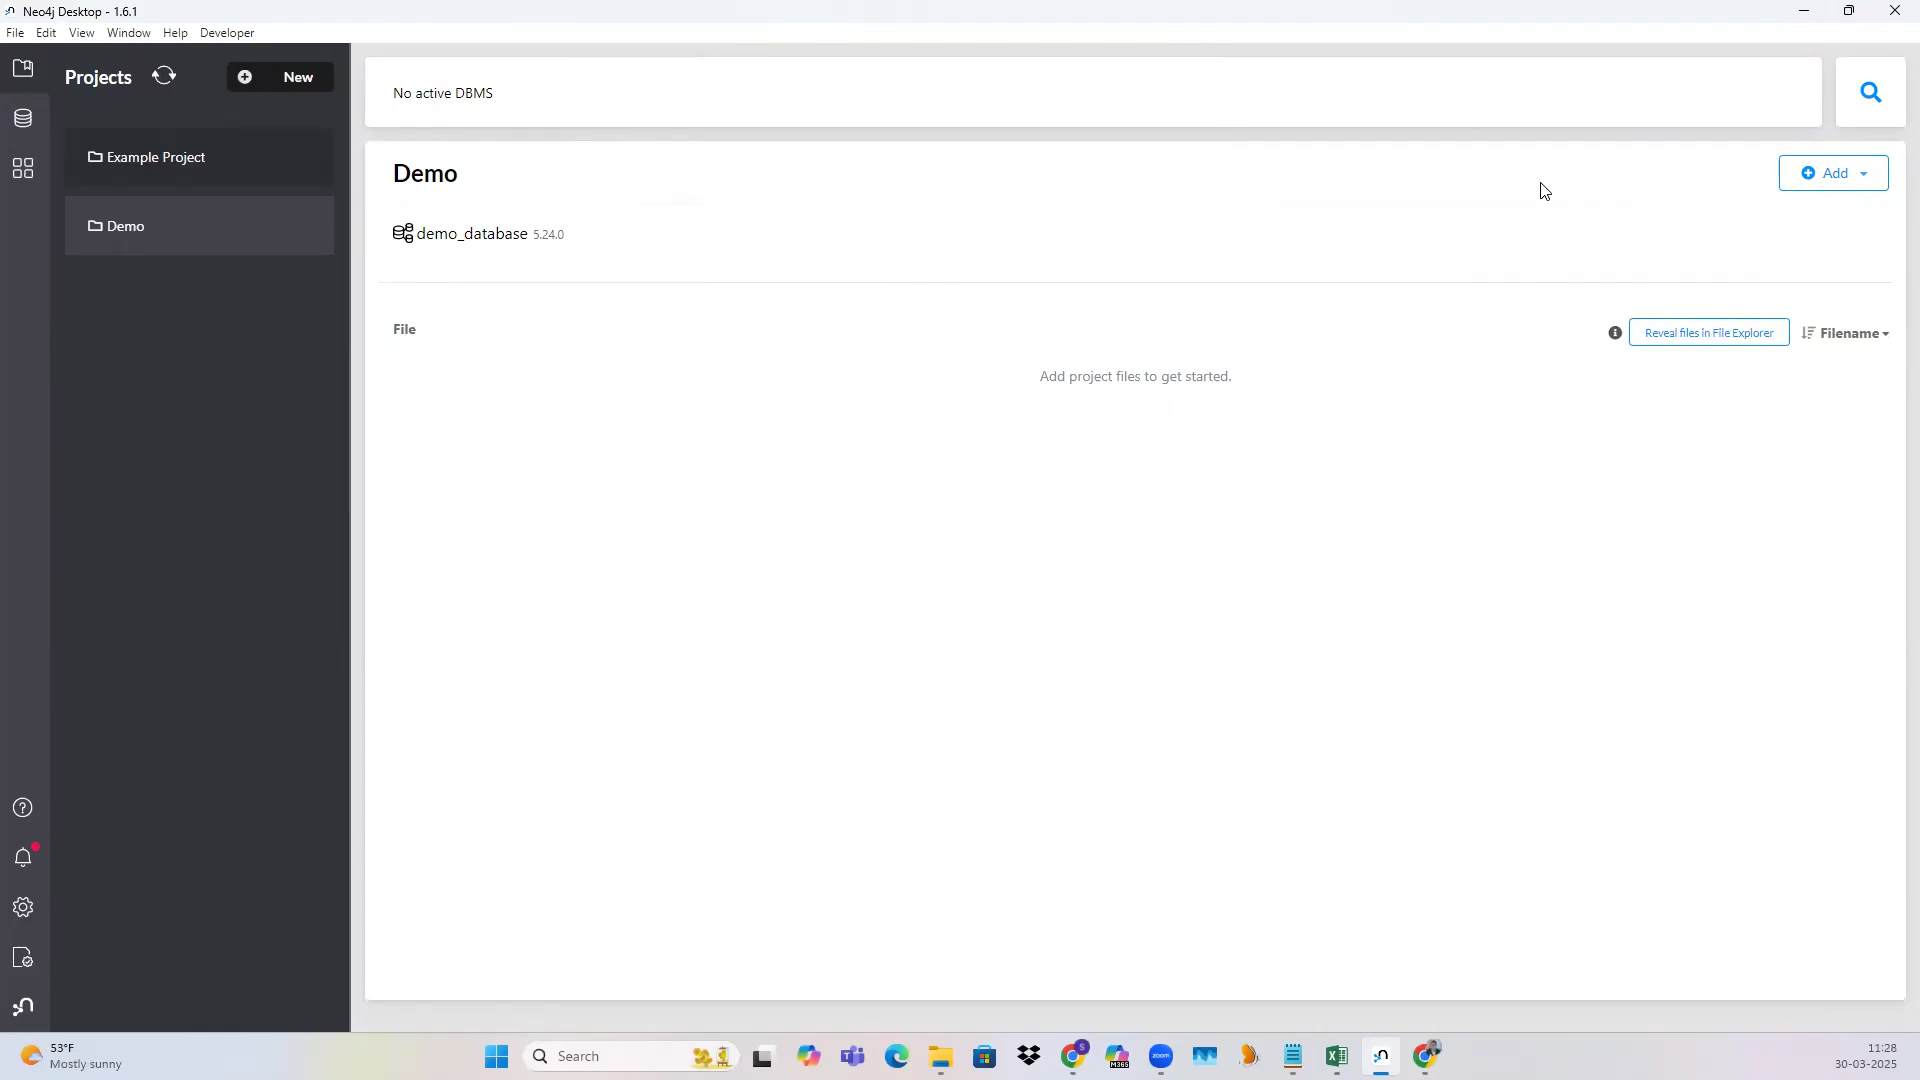 Neo4j Desktop - 1.6.1
File Edit View Window Help Developer
Projects
New
Example Project
Demo
No active DBMS
Demo
Add
demo_database 5.24.0
File
Reveal files in File Explorer
Filename
Add project files to get started.
53°F
Mostly sunny
Search
S
M365
zoom
11:28
30-03-2025